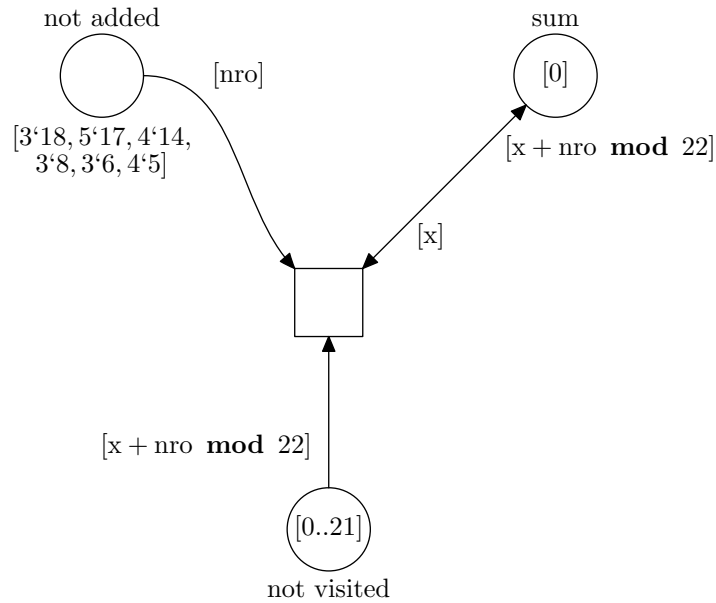 not added
sum
[nro]
[0]
[3‘18, 5‘17, 4‘14,
3‘8, 3‘6, 4‘5]
[x + nro mod 22]
[x]
[x + nro mod 22]
[0..21]
not visited